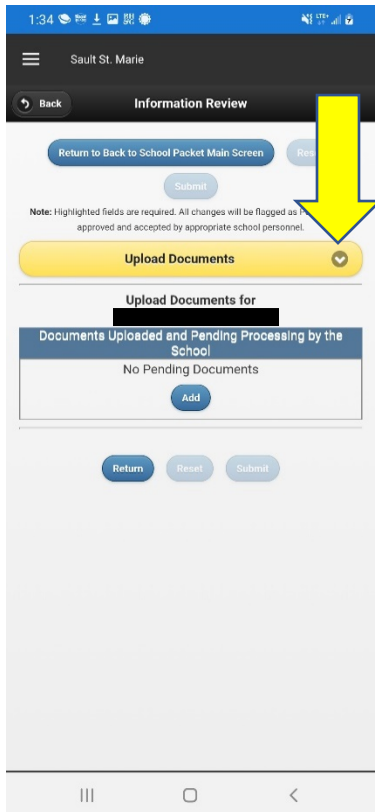 1:34
Sault St. Marie
Back
Information Review
Return to Back to School Packet Main Screen
Submit
Note: Highlighted fields are required. All changes will be flagged as
approved and accepted by appropriate school personnel.
Upload Documents
Upload Documents for
Documents Uploaded and Pending Processing by the
School
No Pending Documents
Add
Return Reset Submit